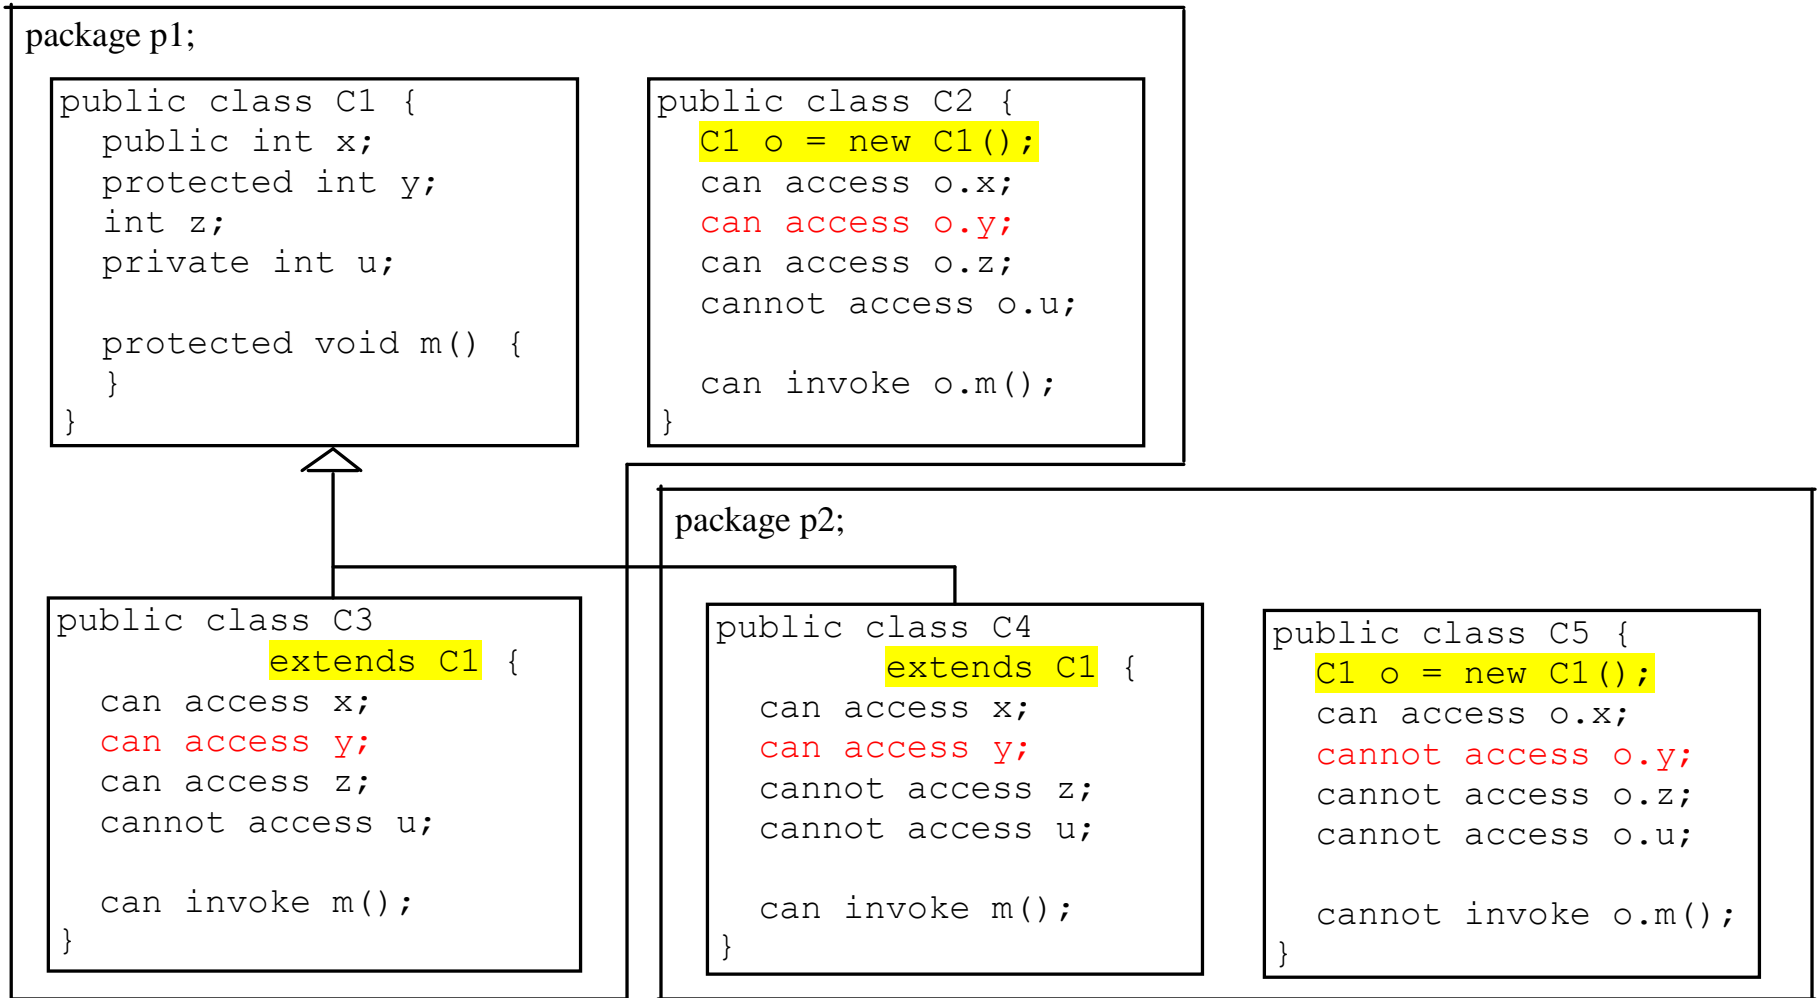 package p1;
public class C1 {
public int x;
protected int y;
int z;
private int u;
protected void m() {
}
}
public class C2 {
C1 o = new C1();
can access o.x;
can access o.y;
can access o.z;
cannot access o.u;
can invoke o.m();
}
public class C3
extends C1 {
can access x;
can access y;
can access z;
cannot access u;
can invoke m();
}
package p2;
public class C4
extends C1 {
can access x;
can access y;
cannot access z;
cannot access u;
can invoke m();
}
public class C5 {
C1 o = new C1();
can access o.x;
cannot access o.y;
cannot access o.z;
cannot access o.u;
cannot invoke o.m();
}